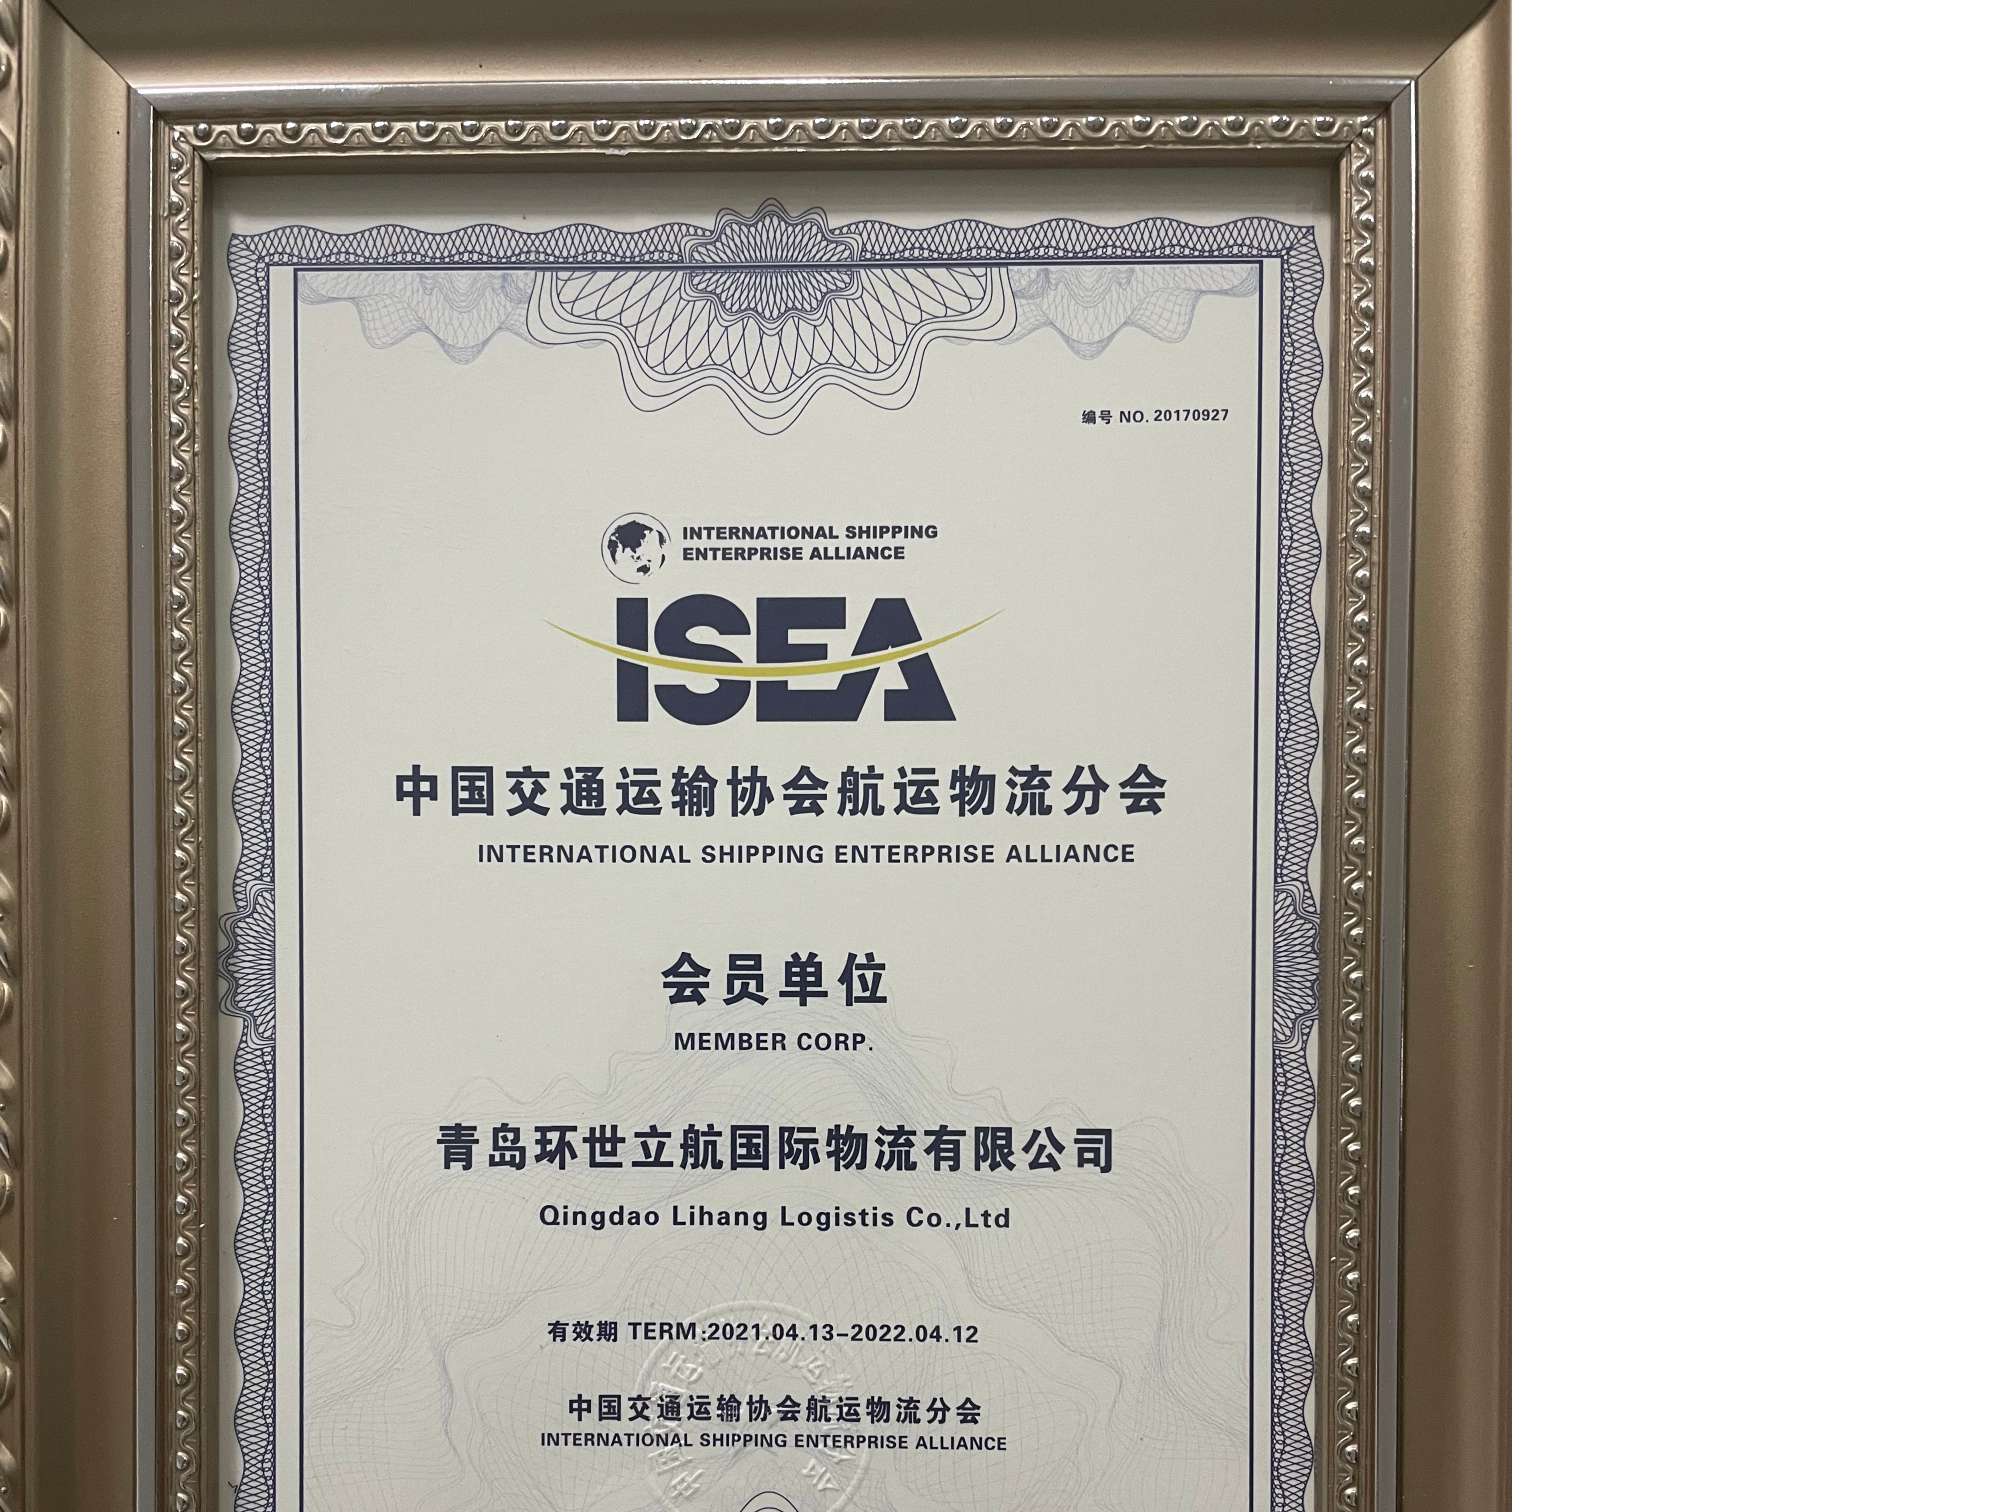 编号 NO. 20170927
INTERNATIONAL SHIPPING
ENTERPRISE ALLIANCE
ISEA
中国交通运输协会航运物流分会
INTERNATIONAL SHIPPING ENTERPRISE ALLIANCE
会员单位
MEMBER CORP.
青岛环世立航国际物流有限公司
Qingdao Lihang Logistis Co.,Ltd
有效期 TERM:2021.04.13-2022.04.12
中国交通运输协会航运物流分会
INTERNATIONAL SHIPPING ENTERPRISE ALLIANCE